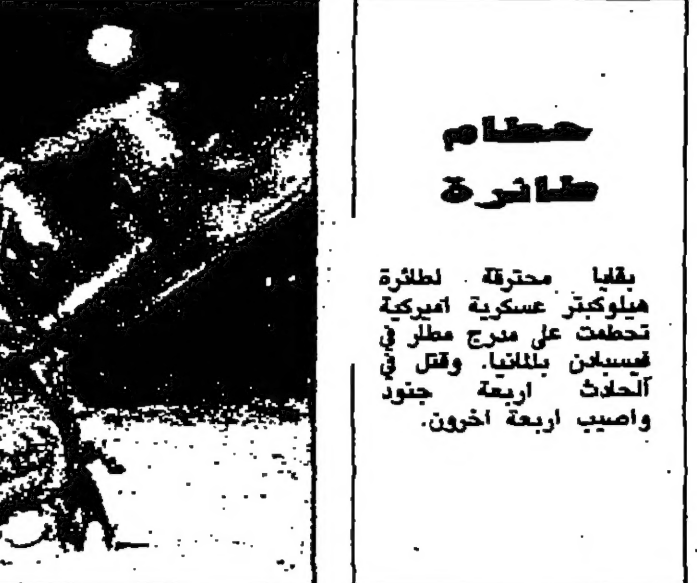 حطام
طائرة
بقايا محترقة لطائرة
هيلوكبتر عسكرية اميركية
تحطمت على مدرج مطار في
فيسبادن بالمانيا. وقتل في
الحادث اربعة جنود
واصيب اربعة اخرون.